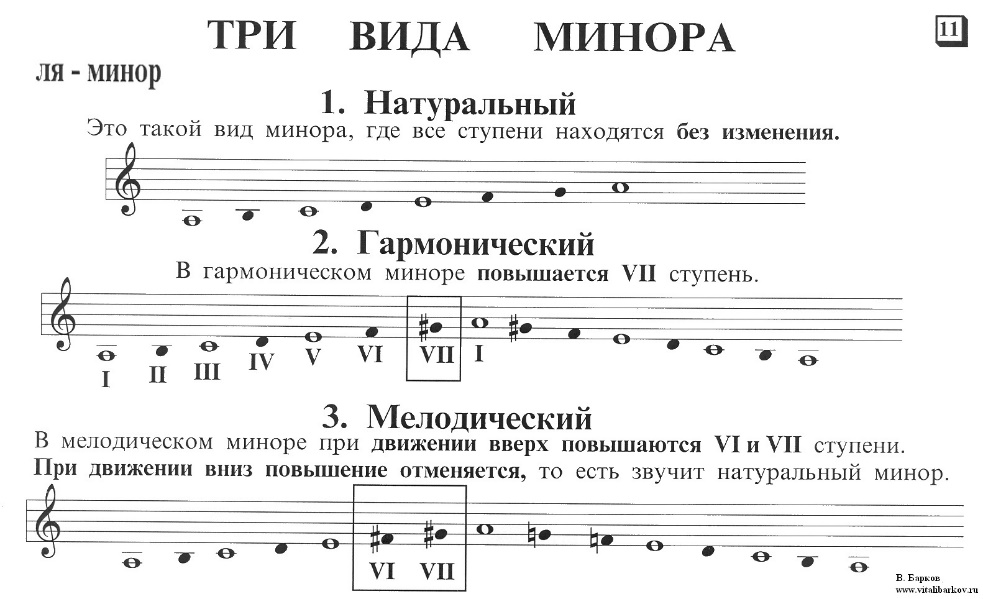 ТРИ ВИДА МИНОРА
11
ля - минор
1. Натуральный
Это такой вид минора, где все ступени находятся без изменения.
2. Гармонический
В гармоническом миноре повышается VII ступень.
I II III IV V VI VII I
3. Мелодический
В мелодическом миноре при движении вверх повышаются VI и VII ступени.
При движении вниз повышение отменяется, то есть звучит натуральный минор.
VI VII
В. Барков
www.vitalibarkov.ru